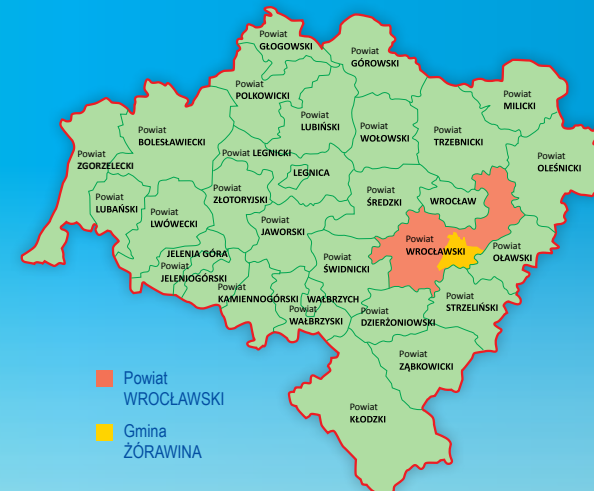 Powiat
GŁOGOWSKI
Powiat
GÓROWSKI
Powiat
POLKOWICKI
Powiat
MILICKI
Powiat
LUBIŃSKI
Powiat
BOLESŁAWIECKI
Powiat
WOŁOWSKI
Powiat
TRZEBNICKI
Powiat
ZGORZELECKI
Powiat LEGNICKI
Powiat
OLEŚNICKI
LEGNICA
Powiat
ZŁOTORYJSKI
Powiat
ŚREDZKI
WROCŁAW
Powiat
LUBAŃSKI
Powiat
LWÓWECKI
Powiat
JAWORSKI
Powiat
WROCŁAWSKI
Powiat
OŁAWSKI
JELENIA GÓRA
Powiat
JELENIOGÓRSKI
Powiat
ŚWIDNICKI
Powiat
KAMIENNOGÓRSKI
WAŁBRZYCH
Powiat
WAŁBRZYSKI
Powiat
DZIERŻONIOWSKI
Powiat
STRZELIŃSKI
Powiat
ZĄBKOWICKI
Powiat
KŁODZKI
Powiat
WROCŁAWSKI
Gmina
ŻÓRAWINA